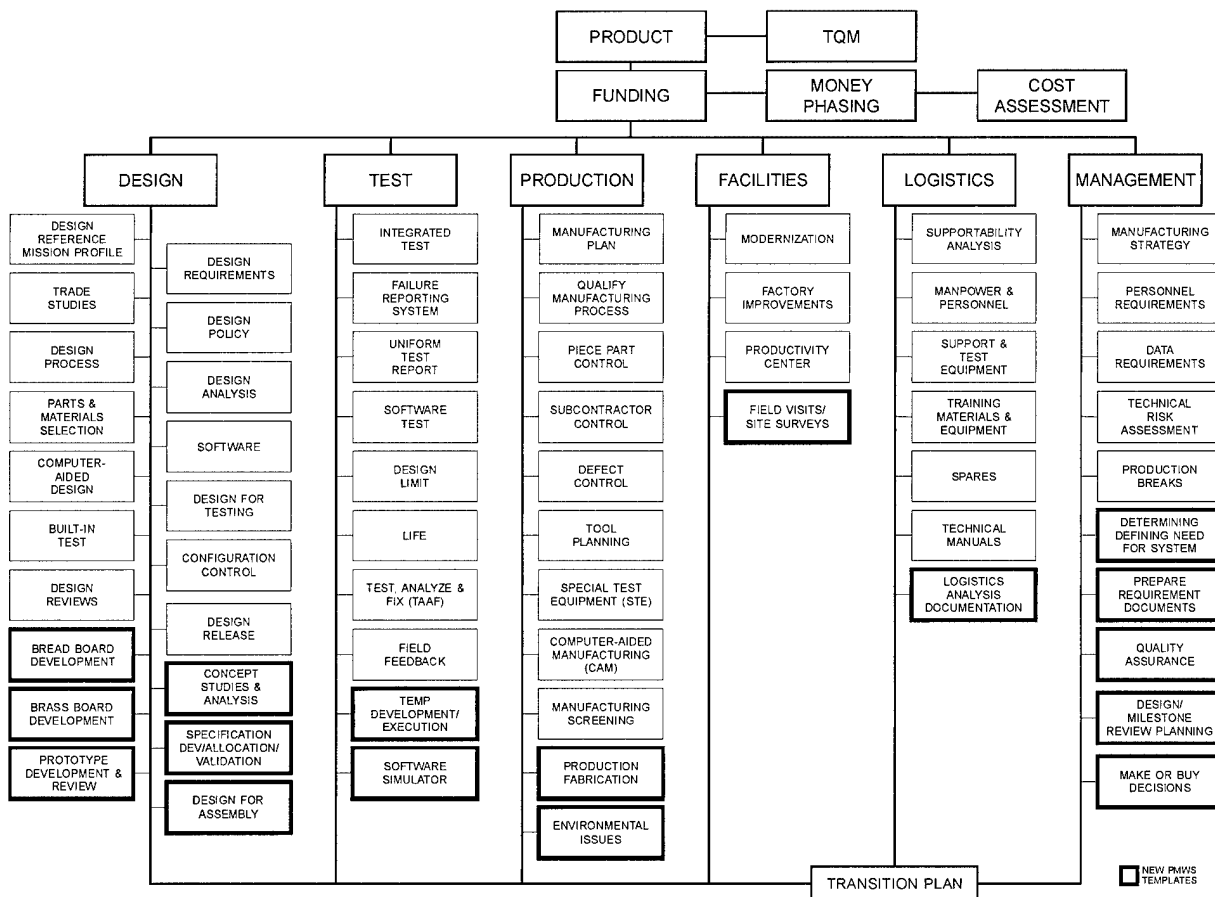 PRODUCT
TQM
FUNDING
MONEY
PHASING
COST
ASSESSMENT
DESIGN
TEST
PRODUCTION
FACILITIES
LOGISTICS
MANAGEMENT
DESIGN
REFERENCE
MISSION PROFILE
TRADE
STUDIES
DESIGN
PROCESS
PARTS &
MATERIALS
SELECTION
COMPUTER-
AIDED
DESIGN
BUILT-IN
TEST
DESIGN
REVIEWS
BREAD BOARD
DEVELOPMENT
BRASS BOARD
DEVELOPMENT
PROTOTYPE
DEVELOPMENT &
REVIEW
DESIGN
REQUIREMENTS
DESIGN
POLICY
DESIGN
ANALYSIS
SOFTWARE
DESIGN FOR
TESTING
CONFIGURATION
CONTROL
DESIGN
RELEASE
CONCEPT
STUDIES &
ANALYSIS
SPECIFICATION
DEV/ALLOCATION/
VALIDATION
DESIGN FOR
ASSEMBLY
INTEGRATED
TEST
FAILURE
REPORTING
SYSTEM
UNIFORM
TEST
REPORT
SOFTWARE
TEST
DESIGN
LIMIT
LIFE
TEST, ANALYZE &
FIX (TAAF)
FIELD
FEEDBACK
TEMP
DEVELOPMENT/
EXECUTION
SOFTWARE
SIMULATOR
MANUFACTURING
PLAN
QUALIFY
MANUFACTURING
PROCESS
PIECE PART
CONTROL
SUBCONTRACTOR
CONTROL
DEFECT
CONTROL
TOOL
PLANNING
SPECIAL TEST
EQUIPMENT (STE)
COMPUTER-AIDED
MANUFACTURING
(CAM)
MANUFACTURING
SCREENING
PRODUCTION
FABRICATION
ENVIRONMENTAL
ISSUES
MODERNIZATION
FACTORY
IMPROVEMENTS
PRODUCTIVITY
CENTER
FIELD VISITS/
SITE SURVEYS
SUPPORTABILITY
ANALYSIS
MANPOWER &
PERSONNEL
SUPPORT &
TEST
EQUIPMENT
TRAINING
MATERIALS &
EQUIPMENT
SPARES
TECHNICAL
MANUALS
LOGISTICS
ANALYSIS
DOCUMENTATION
MANUFACTURING
STRATEGY
PERSONNEL
REQUIREMENTS
DATA
REQUIREMENTS
TECHNICAL
RISK
ASSESSMENT
PRODUCTION
BREAKS
DETERMINING
DEFINING NEED
FOR SYSTEM
PREPARE
REQUIREMENT
DOCUMENTS
QUALITY
ASSURANCE
DESIGN/
MILESTONE
REVIEW PLANNING
MAKE OR BUY
DECISIONS
TRANSITION PLAN
NEW PMWS
TEMPLATES